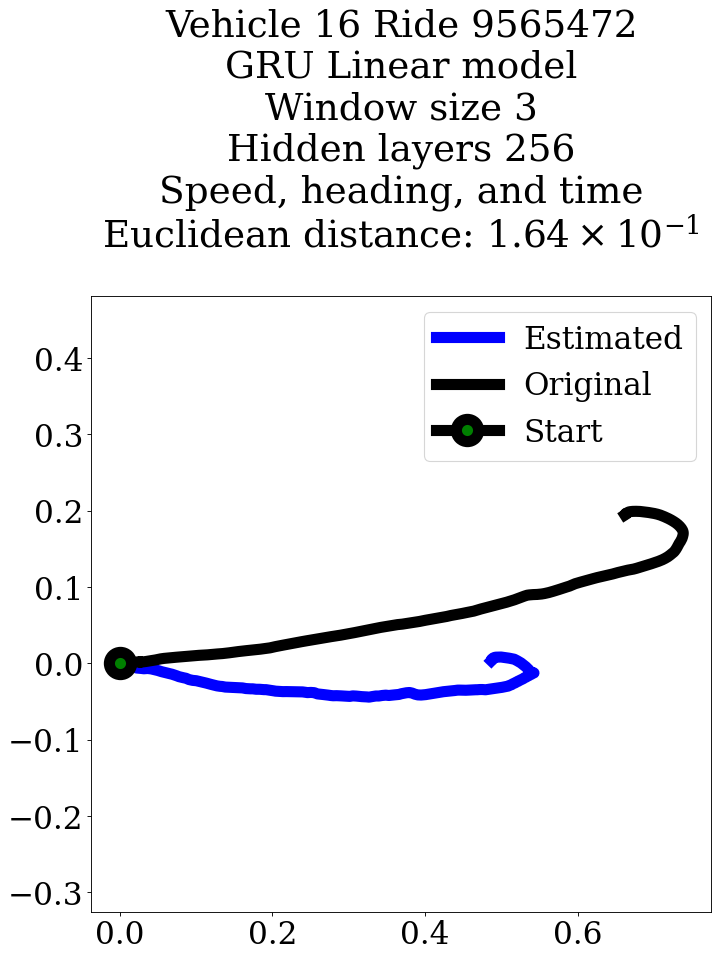 Vehicle 16 Ride 9565472
GRU Linear model
Window size 3
Hidden layers 256
Speed, heading, and time
Euclidean distance: 1.64 × 10⁻¹
Estimated
Original
Start
0.4
0.3
0.2
0.1
0.0
−0.1
−0.2
−0.3
0.0 0.2 0.4 0.6